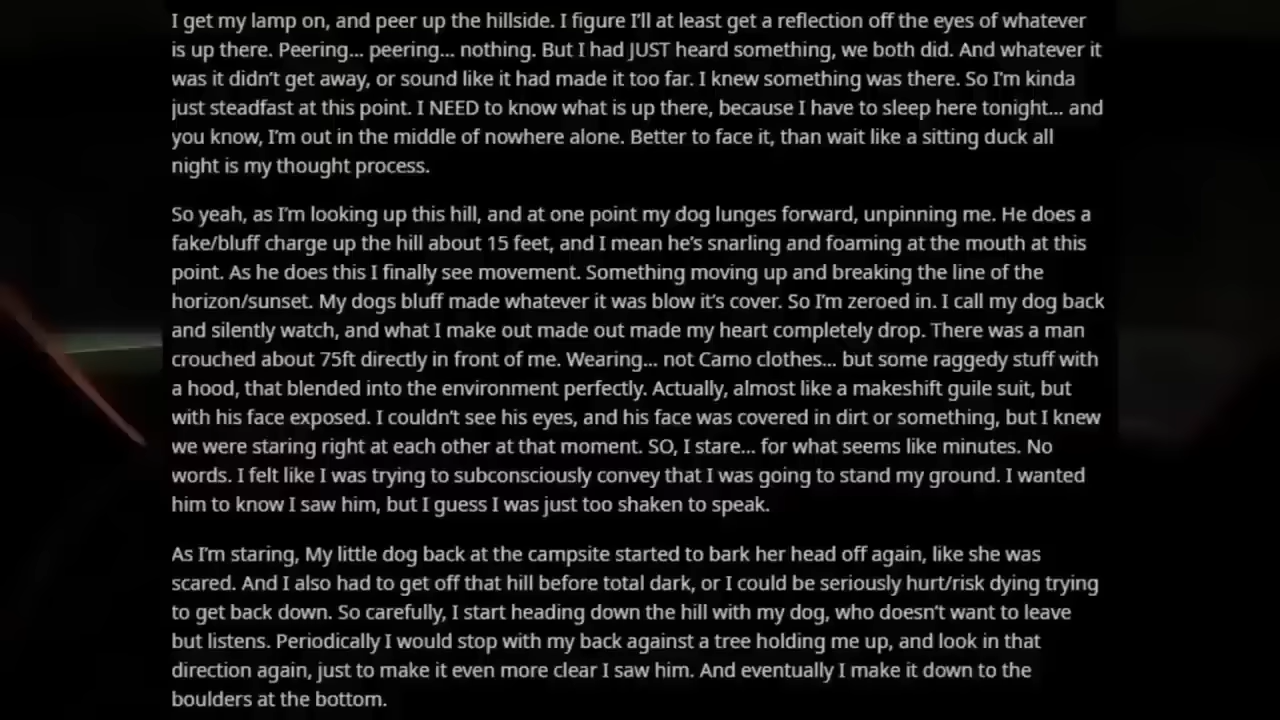 I get my lamp on, and peer up the hillside. I figure I’ll at least get a reflection off the eyes of whatever
is up there. Peering... peering... nothing. But I had JUST heard something, we both did. And whatever it
was it didn’t get away, or sound like it had made it too far. I knew something was there. So I’m kinda
just steadfast at this point. I NEED to know what is up there, because I have to sleep here tonight... and
you know, I’m out in the middle of nowhere alone. Better to face it, than wait like a sitting duck all
night is my thought process.
So yeah, as I’m looking up this hill, and at one point my dog lunges forward, unpinning me. He does a
fake/bluff charge up the hill about 15 feet, and I mean he’s snarling and foaming at the mouth at this
point. As he does this I finally see movement. Something moving up and breaking the line of the
horizon/sunset. My dogs bluff made whatever it was blow it’s cover. So I’m zeroed in. I call my dog back
and silently watch, and what I make out made out made my heart completely drop. There was a man
crouched about 75ft directly in front of me. Wearing... not Camo clothes... but some raggedy stuff with
a hood, that blended into the environment perfectly. Actually, almost like a makeshift guile suit, but
with his face exposed. I couldn’t see his eyes, and his face was covered in dirt or something, but I knew
we were staring right at each other at that moment. SO, I stare... for what seems like minutes. No
words. I felt like I was trying to subconsciously convey that I was going to stand my ground. I wanted
him to know I saw him, but I guess I was just too shaken to speak.
As I’m staring, My little dog back at the campsite started to bark her head off again, like she was
scared. And I also had to get off that hill before total dark, or I could be seriously hurt/risk dying trying
to get back down. So carefully, I start heading down the hill with my dog, who doesn’t want to leave
but listens. Periodically I would stop with my back against a tree holding me up, and look in that
direction again, just to make it even more clear I saw him. And eventually I make it down to the
boulders at the bottom.